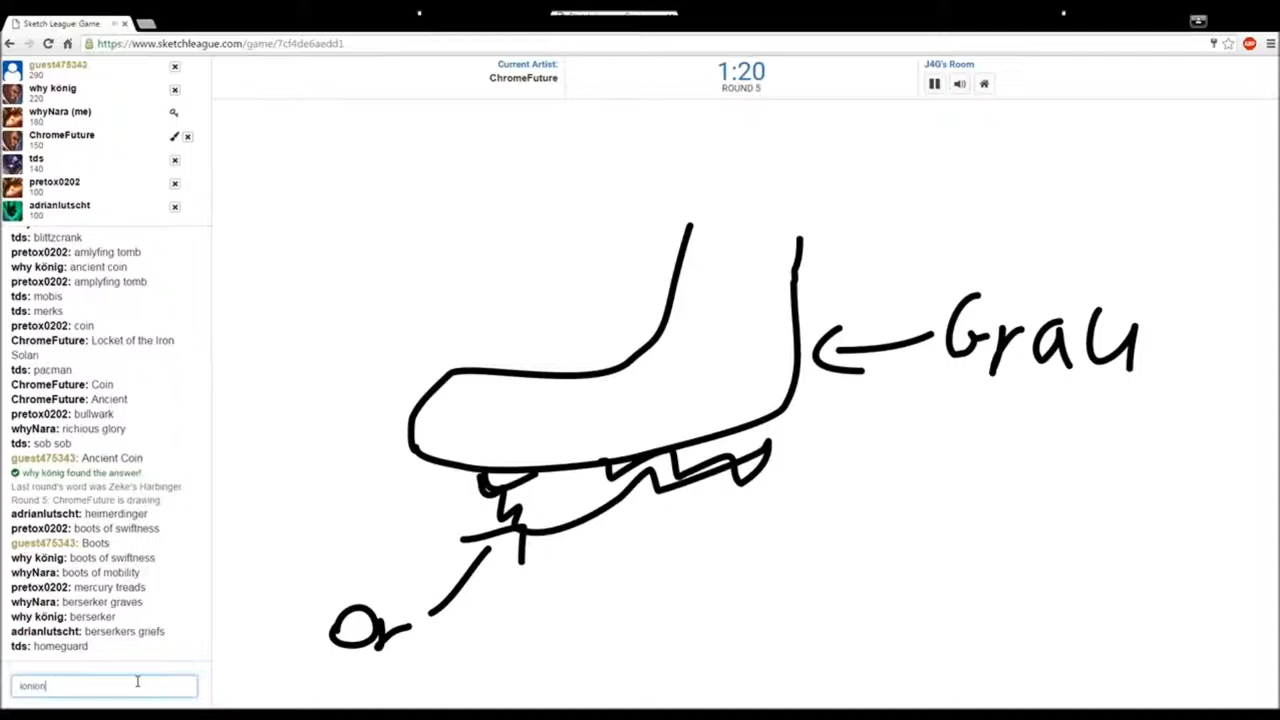 Sketch League: Game
https://www.sketchleague.com/game/7cf4de6aedd1
guest475343
290
why könig
220
whyNara (me)
180
ChromeFuture
150
tds
140
pretox0202
100
adrianlutscht
100
Current Artist:
ChromeFuture
1:20
ROUND 5
J4G's Room
tds: blittzcrank
pretox0202: amlyfing tomb
why könig: ancient coin
pretox0202: amplyfing tomb
tds: mobis
tds: merks
pretox0202: coin
ChromeFuture: Locket of the Iron
Solan
tds: pacman
ChromeFuture: Coin
ChromeFuture: Ancient
pretox0202: bullwark
whyNara: richious glory
tds: sob sob
guest475343: Ancient Coin
why könig found the answer!
Last round's word was Zeke's Harbinger
Round 5: ChromeFuture is drawing
adrianlutscht: heimerdinger
pretox0202: boots of swiftness
guest475343: Boots
why könig: boots of swiftness
whyNara: boots of mobility
pretox0202: mercury treads
whyNara: berserker graves
why könig: berserker
adrianlutscht: berserkers griefs
tds: homeguard
ionion
Grau
Or